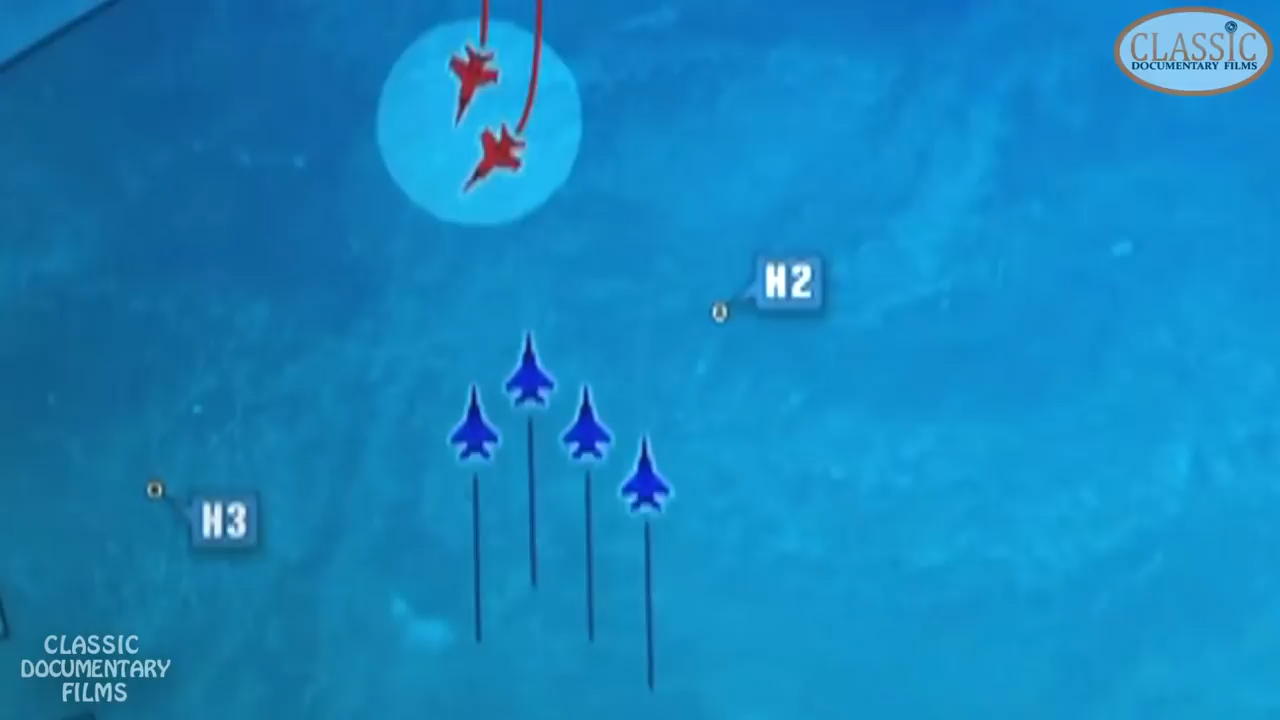 CLASSIC
DOCUMENTARY FILMS
H2
H3
CLASSIC
DOCUMENTARY
FILMS